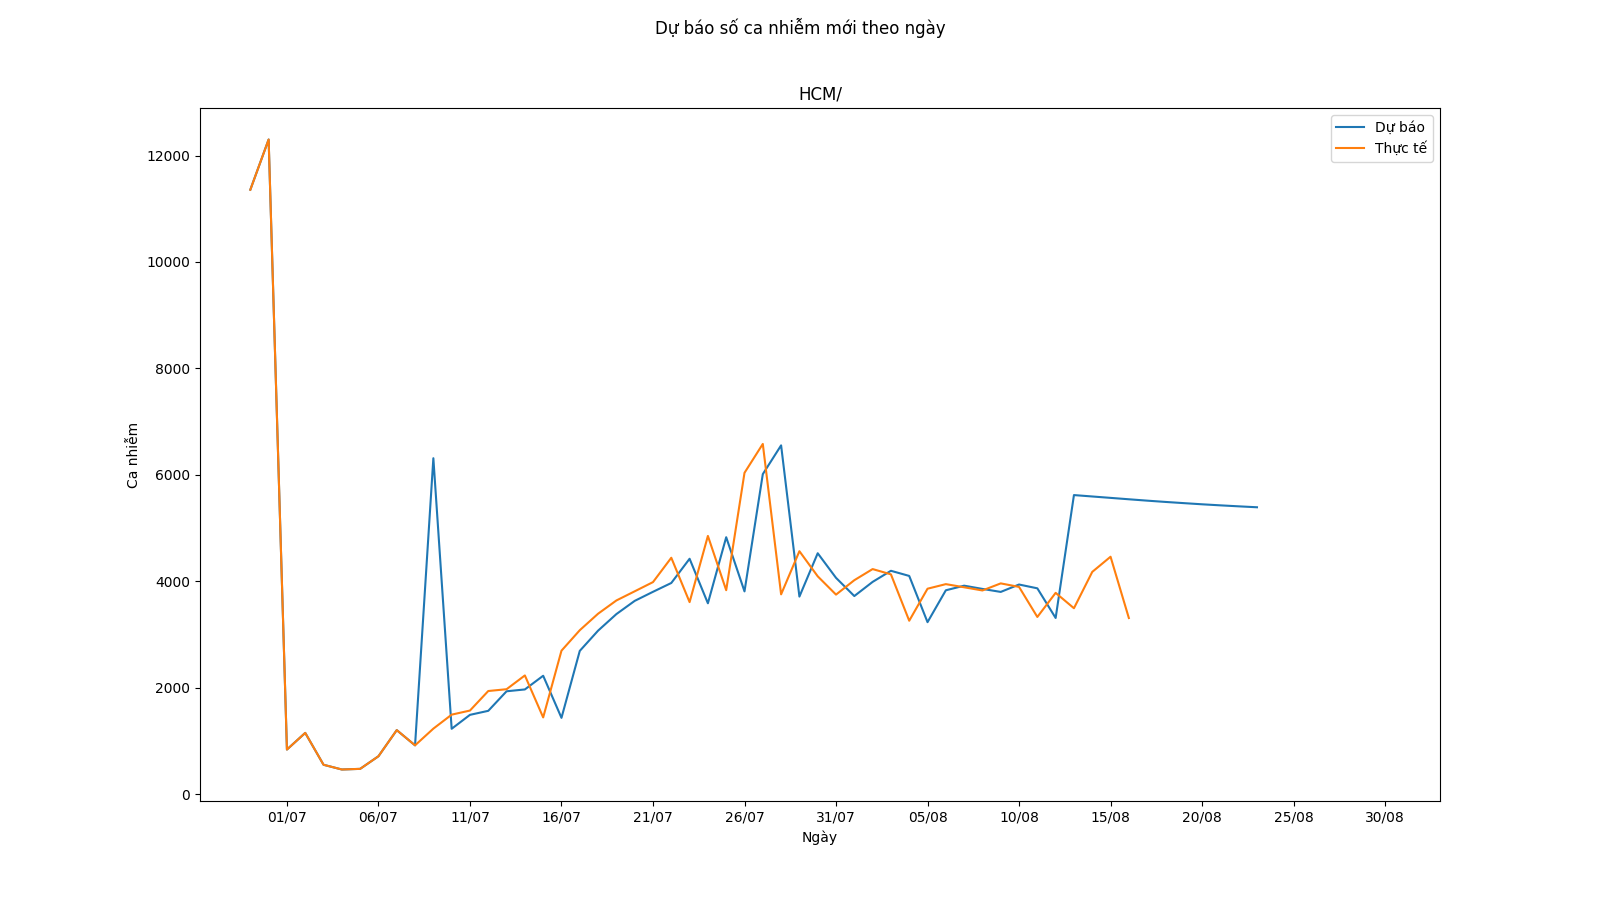 Dự báo số ca nhiễm mới theo ngày
HCM/
Dự báo
Thực tế
12000
10000
8000
6000
4000
2000
0
Ca nhiễm
01/07 06/07 11/07 16/07 21/07 26/07 31/07 05/08 10/08 15/08 20/08 25/08 30/08
Ngày